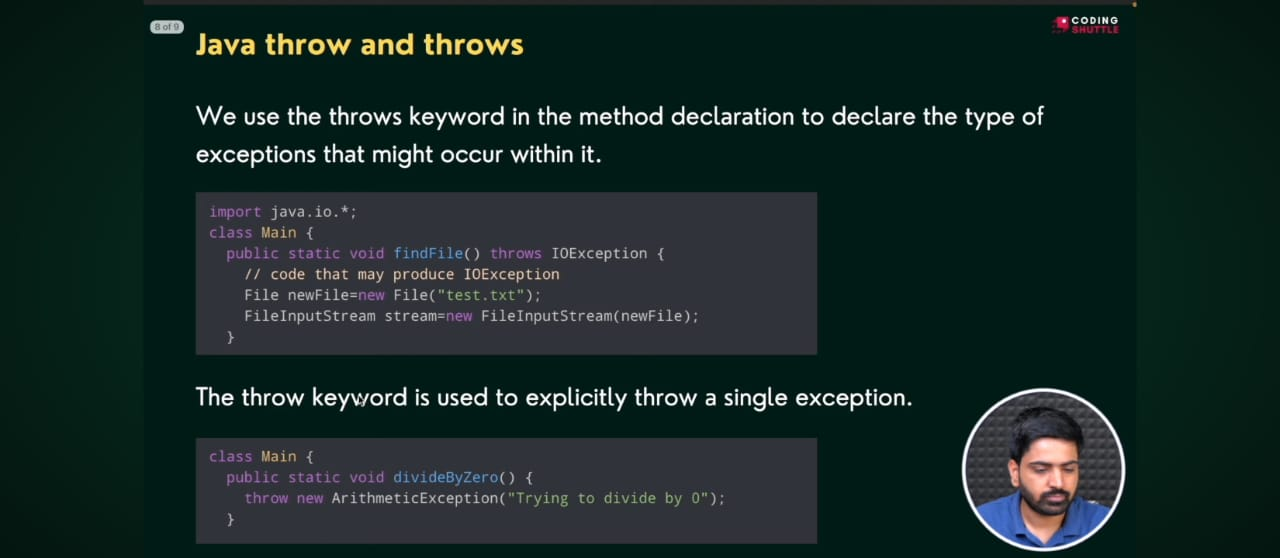 8 of 9
CODING
SHUTTLE
Java throw and throws
We use the throws keyword in the method declaration to declare the type of
exceptions that might occur within it.
import java.io.*;
class Main {
  public static void findFile() throws IOException {
    // code that may produce IOException
    File newFile=new File("test.txt");
    FileInputStream stream=new FileInputStream(newFile);
  }
The throw keyword is used to explicitly throw a single exception.
class Main {
  public static void divideByZero() {
    throw new ArithmeticException("Trying to divide by 0");
  }